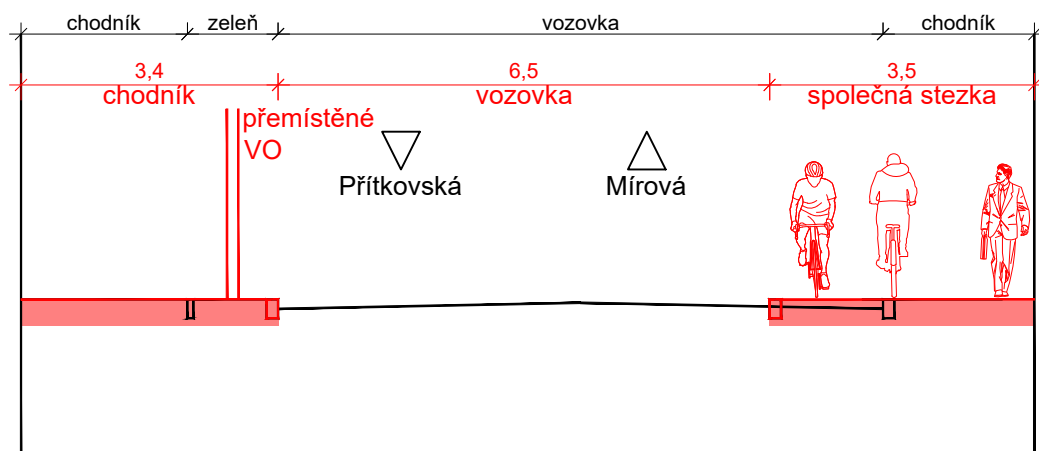 chodník zeleň vozovka chodník
3,4 6,5 3,5
chodník vozovka společná stezka
přemístěné
VO
Přítkovská Mírová